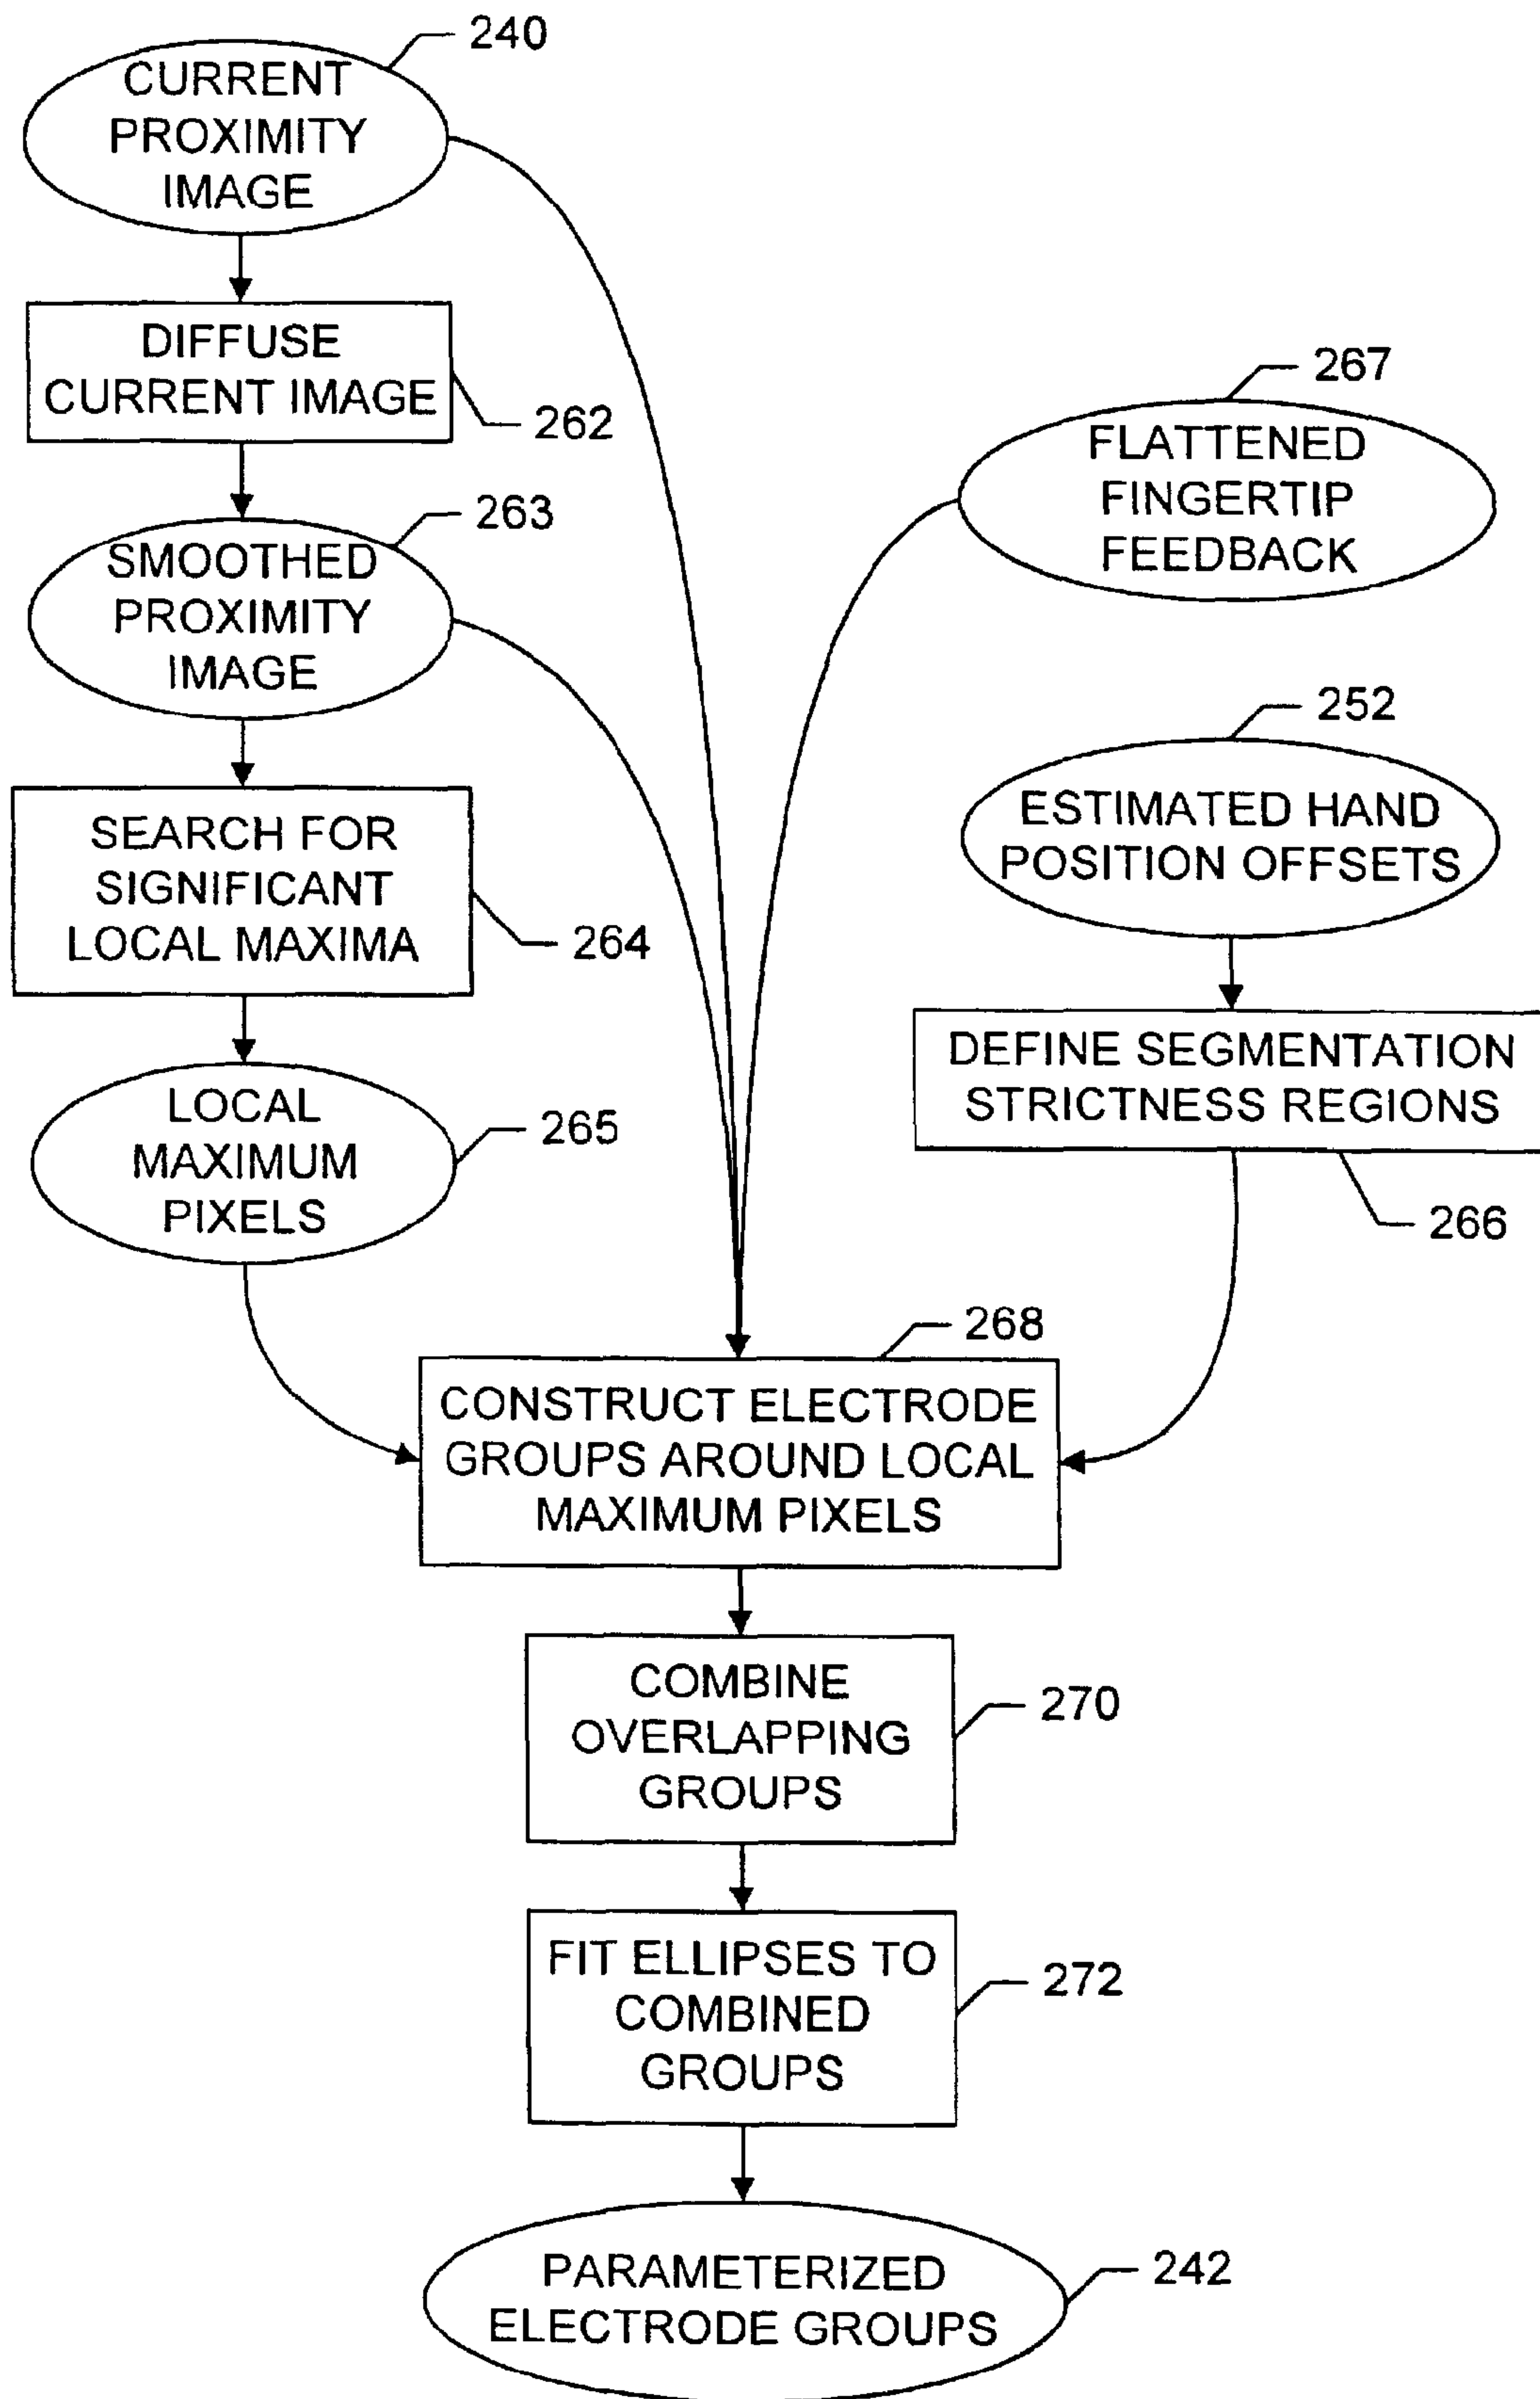 240
CURRENT
PROXIMITY
IMAGE
DIFFUSE
CURRENT IMAGE
262
267
FLATTENED
FINGERTIP
FEEDBACK
263
SMOOTHED
PROXIMITY
IMAGE
252
ESTIMATED HAND
POSITION OFFSETS
SEARCH FOR
SIGNIFICANT
LOCAL MAXIMA
264
DEFINE SEGMENTATION
STRICTNESS REGIONS
266
LOCAL
MAXIMUM
PIXELS
265
268
CONSTRUCT ELECTRODE
GROUPS AROUND LOCAL
MAXIMUM PIXELS
COMBINE
OVERLAPPING
GROUPS
270
FIT ELLIPSES TO
COMBINED
GROUPS
272
PARAMETERIZED
ELECTRODE GROUPS
242